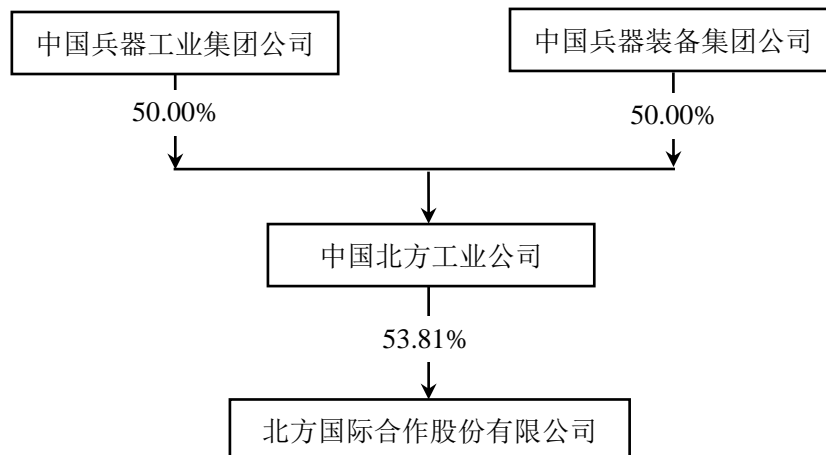 中国兵器工业集团公司
中国兵器装备集团公司
50.00%
50.00%
中国北方工业公司
53.81%
北方国际合作股份有限公司